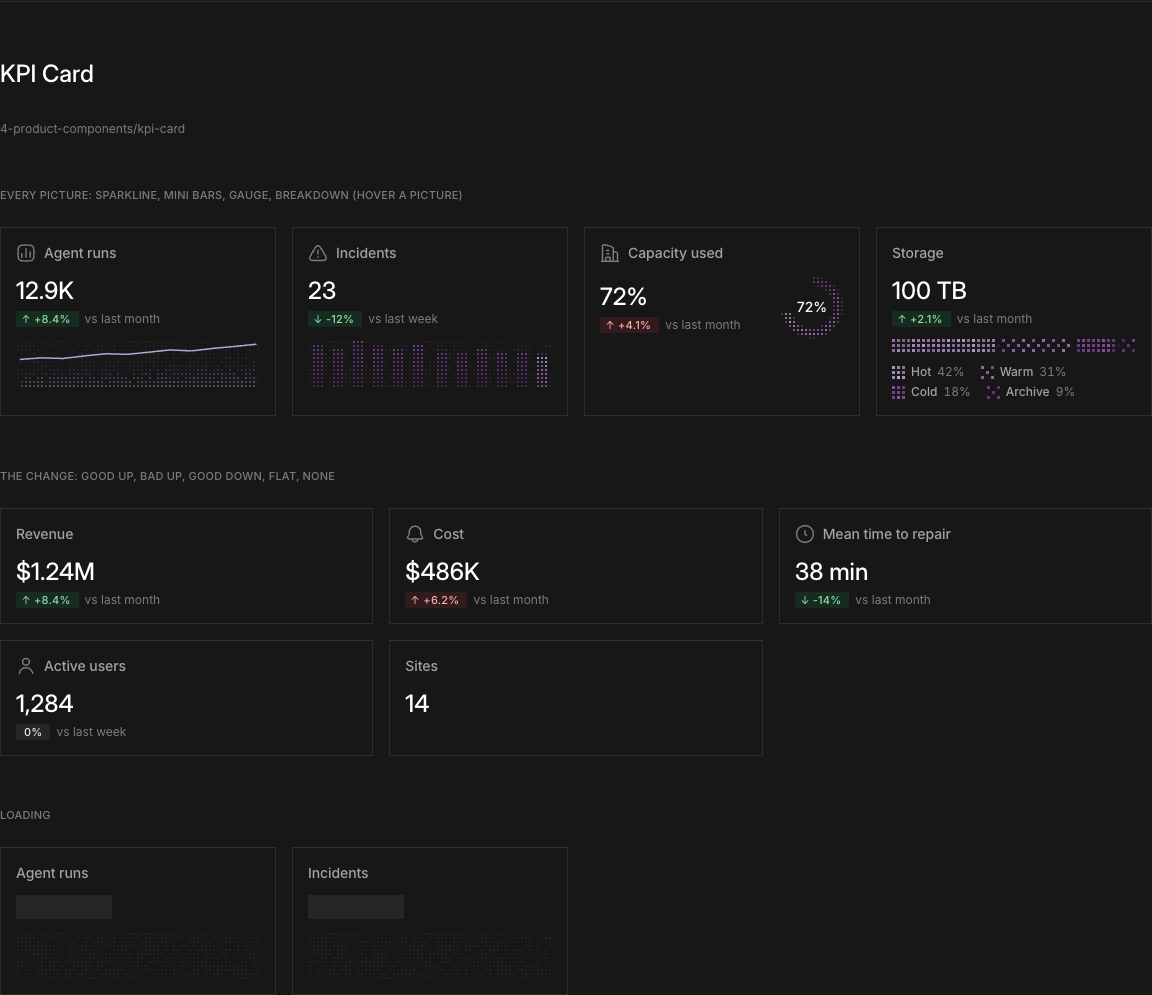 KPI Card
4-product-components/kpi-card
EVERY PICTURE: SPARKLINE, MINI BARS, GAUGE, BREAKDOWN (HOVER A PICTURE)
Agent runs
12.9K
↑ +8.4% vs last month
Incidents
23
↓ -12% vs last week
Capacity used
72%
↑ +4.1% vs last month
72%
Storage
100 TB
↑ +2.1% vs last month
Hot 42% Warm 31%
Cold 18% Archive 9%
THE CHANGE: GOOD UP, BAD UP, GOOD DOWN, FLAT, NONE
Revenue
$1.24M
↑ +8.4% vs last month
Cost
$486K
↑ +6.2% vs last month
Mean time to repair
38 min
↓ -14% vs last month
Active users
1,284
0% vs last week
Sites
14
LOADING
Agent runs
Incidents